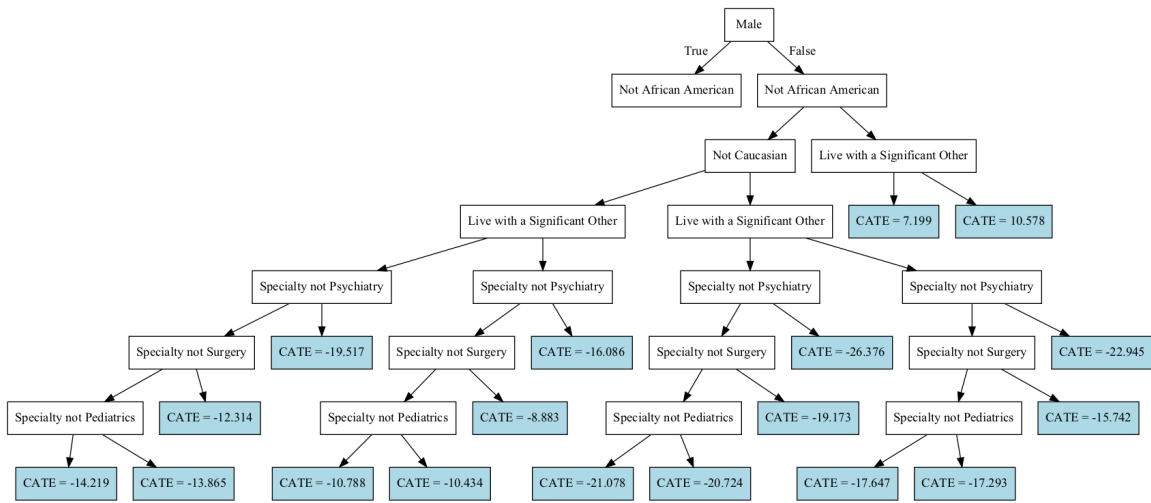 Male
True
False
Not African American
Not African American
Not Caucasian
Live with a Significant Other
Live with a Significant Other
Live with a Significant Other
CATE = 7.199
CATE = 10.578
Specialty not Psychiatry
Specialty not Psychiatry
Specialty not Psychiatry
Specialty not Psychiatry
Specialty not Surgery
CATE = -19.517
Specialty not Surgery
CATE = -16.086
Specialty not Surgery
CATE = -26.376
Specialty not Surgery
CATE = -22.945
Specialty not Pediatrics
CATE = -12.314
Specialty not Pediatrics
CATE = -8.883
Specialty not Pediatrics
CATE = -19.173
Specialty not Pediatrics
CATE = -15.742
CATE = -14.219
CATE = -13.865
CATE = -10.788
CATE = -10.434
CATE = -21.078
CATE = -20.724
CATE = -17.647
CATE = -17.293